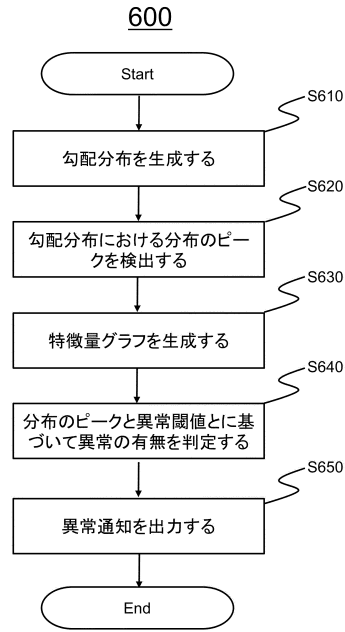 600
Start
S610
勾配分布を生成する
S620
勾配分布における分布のピー
クを検出する
S630
特徴量グラフを生成する
S640
分布のピークと異常閾値とに基
づいて異常の有無を判定する
S650
異常通知を出力する
End